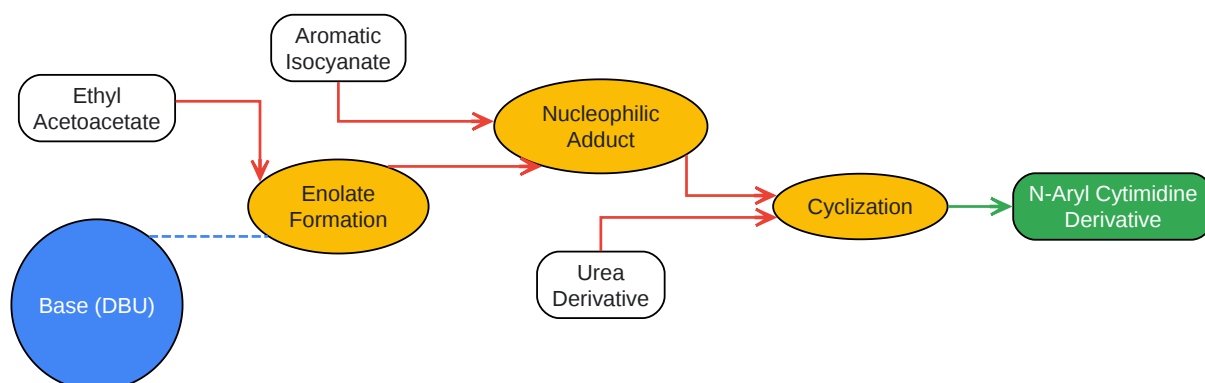 Aromatic
Isocyanate
Ethyl
Acetoacetate
Nucleophilic
Adduct
Enolate
Formation
Cyclization
N-Aryl Cytimidine
Derivative
Urea
Derivative
Base (DBU)